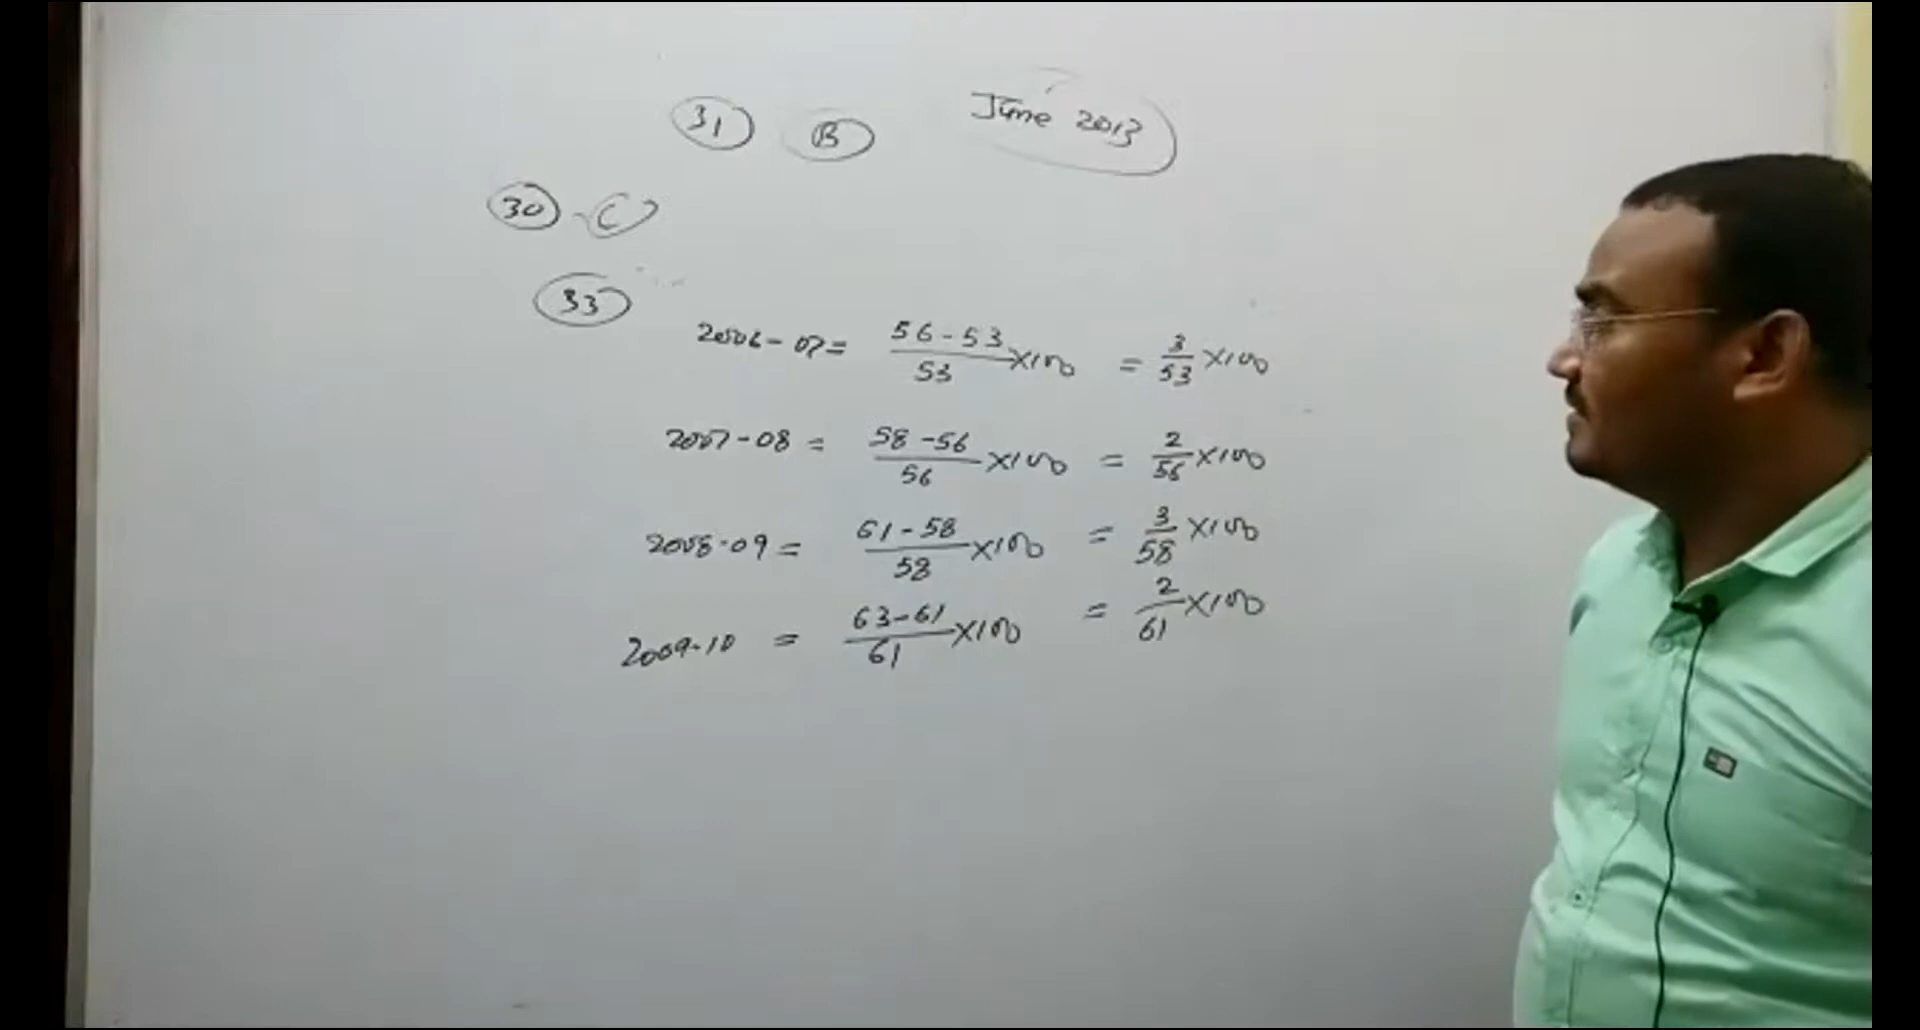 31 B June 2013
30 - C
33
2006-07 = 56-53/53 ×100 = 3/53 ×100
2007-08 = 58-56/56 ×100 = 2/56 ×100
2008-09 = 61-58/58 ×100 = 3/58 ×100
2009-10 = 63-61/61 ×100 = 2/61 ×100